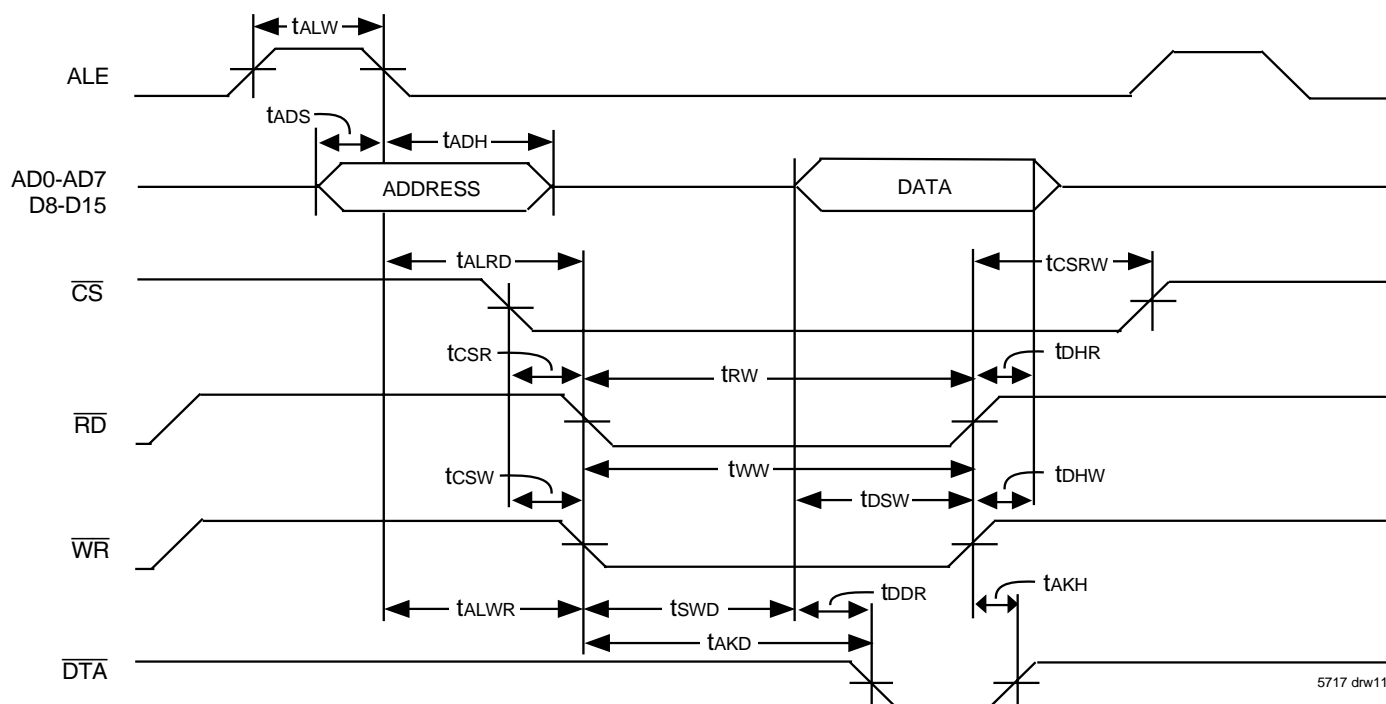 tALW
ALE
tADS
tADH
AD0-AD7
D8-D15
ADDRESS
DATA
tALRD
tCSRW
CS
tCSR
tRW
tDHR
RD
tCSW
tWW
tDHW
tDSW
WR
tALWR
tSWD
tDDR
tAKH
tAKD
DTA
5717 drw11